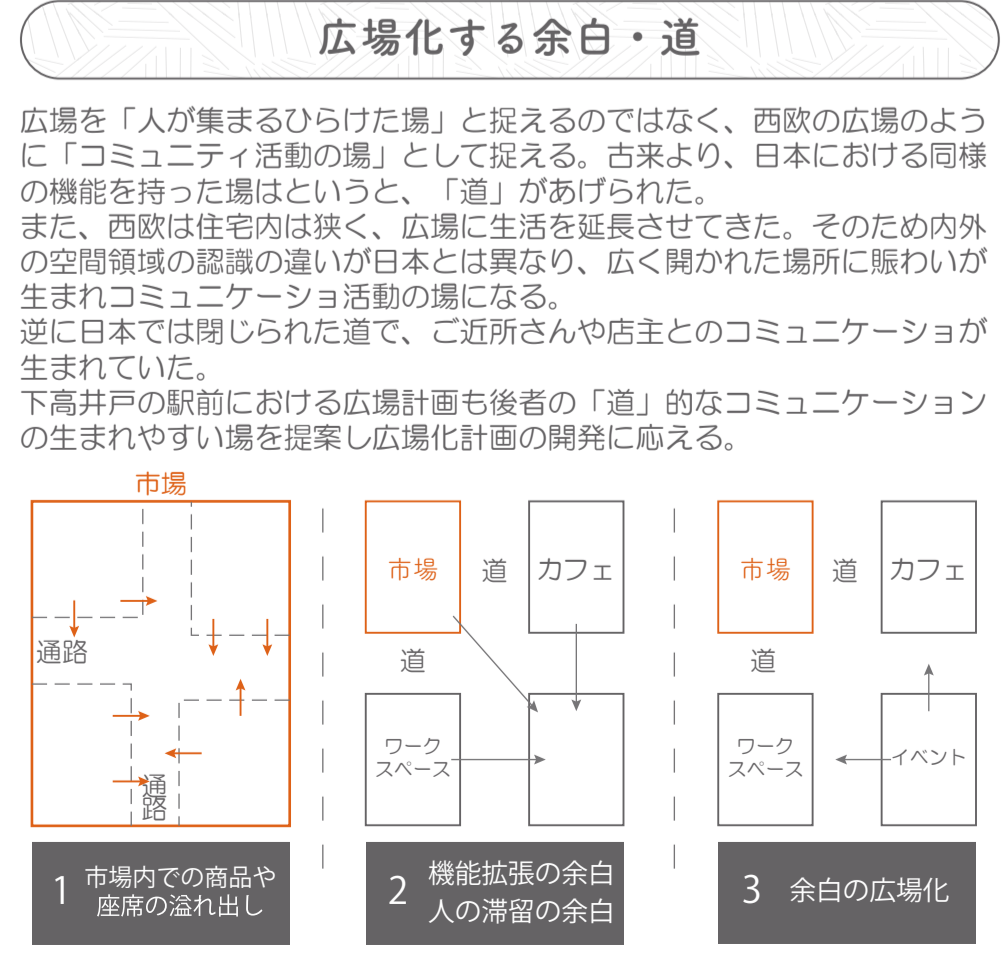 広場化する余白・道
広場を「人が集まるひらけた場」と捉えるのではなく、西欧の広場のよう
に「コミュニティ活動の場」として捉える。古来より、日本における同様
の機能を持った場はというと、「道」があげられた。
また、西欧は住宅内は狭く、広場に生活を延長させてきた。そのため内外
の空間領域の認識の違いが日本とは異なり、広く開かれた場所に賑わいが
生まれコミュニケーショ活動の場になる。
逆に日本では閉じられた道で、ご近所さんや店主とのコミュニケーショが
生まれていた。
下高井戸の駅前における広場計画も後者の「道」的なコミュニケーション
の生まれやすい場を提案し広場化計画の開発に応える。
市場
通路
通路
1 市場内での商品や
座席の溢れ出し
市場 道 カフェ
道
ワーク
スペース
2 機能拡張の余白
人の滞留の余白
市場 道 カフェ
道
ワーク
スペース
イベント
3 余白の広場化